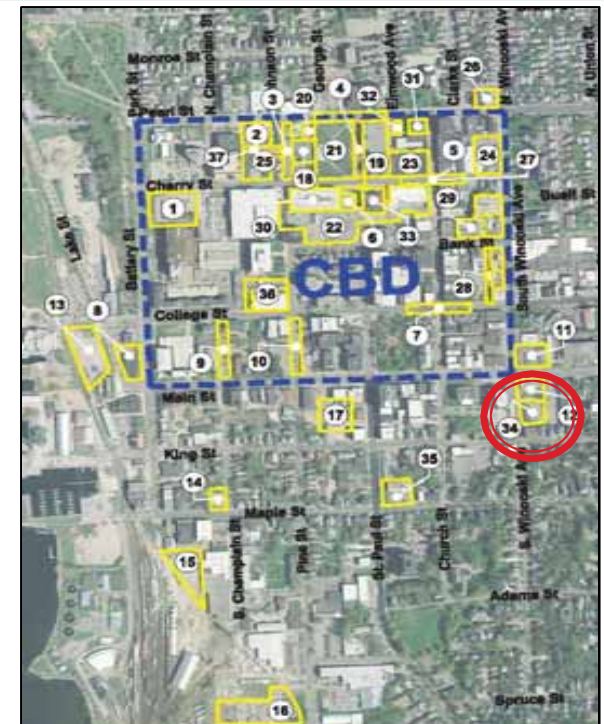 Monroe St
Park St
N. Champlain St
Johnson St
George St
Elmwood Ave
Clarke St
N. Winooski Av
N. Union St
26
32
31
3
20
4
Pearl St
2
37
25
21
19
23
5
24
27
18
Cherry St
1
29
30
22
6
33
Bank St
South Winooski Ave
Lake St
Battery St
CBD
36
28
13
8
College St
9
10
7
11
Main St
17
12
34
King St
35
14
Maple St
S. Champlain St
Pine St
St. Paul St
Church St
S. Winooski Av
15
Adams St
16
Spruce St